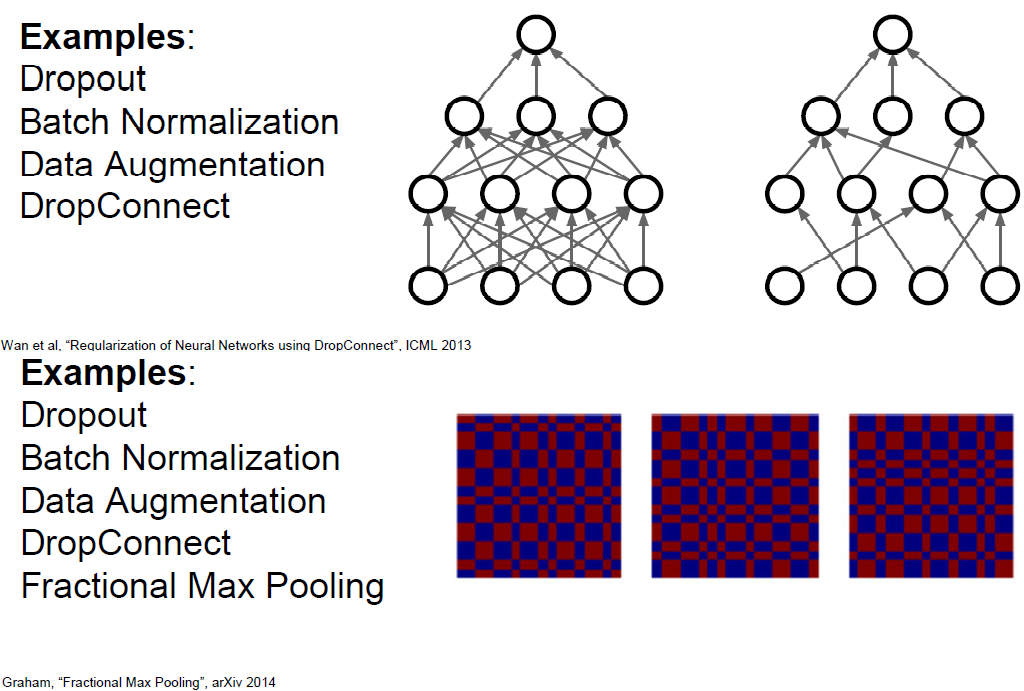 Examples:
Dropout
Batch Normalization
Data Augmentation
DropConnect
Wan et al, “Regularization of Neural Networks using DropConnect”, ICML 2013
Examples:
Dropout
Batch Normalization
Data Augmentation
DropConnect
Fractional Max Pooling
Graham, “Fractional Max Pooling”, arXiv 2014